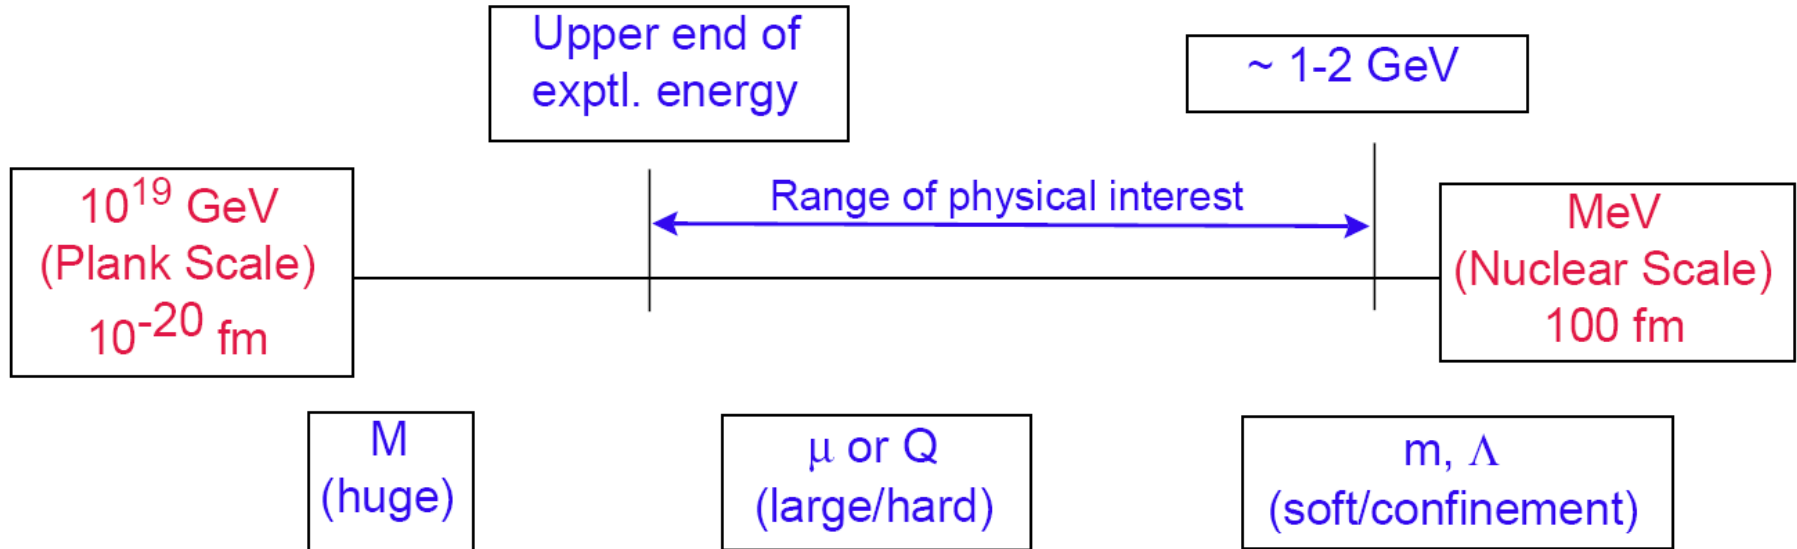 Upper end of
exptl. energy
~ 1-2 GeV
10^19 GeV
(Plank Scale)
10^-20 fm
Range of physical interest
MeV
(Nuclear Scale)
100 fm
M
(huge)
μ or Q
(large/hard)
m, Λ
(soft/confinement)